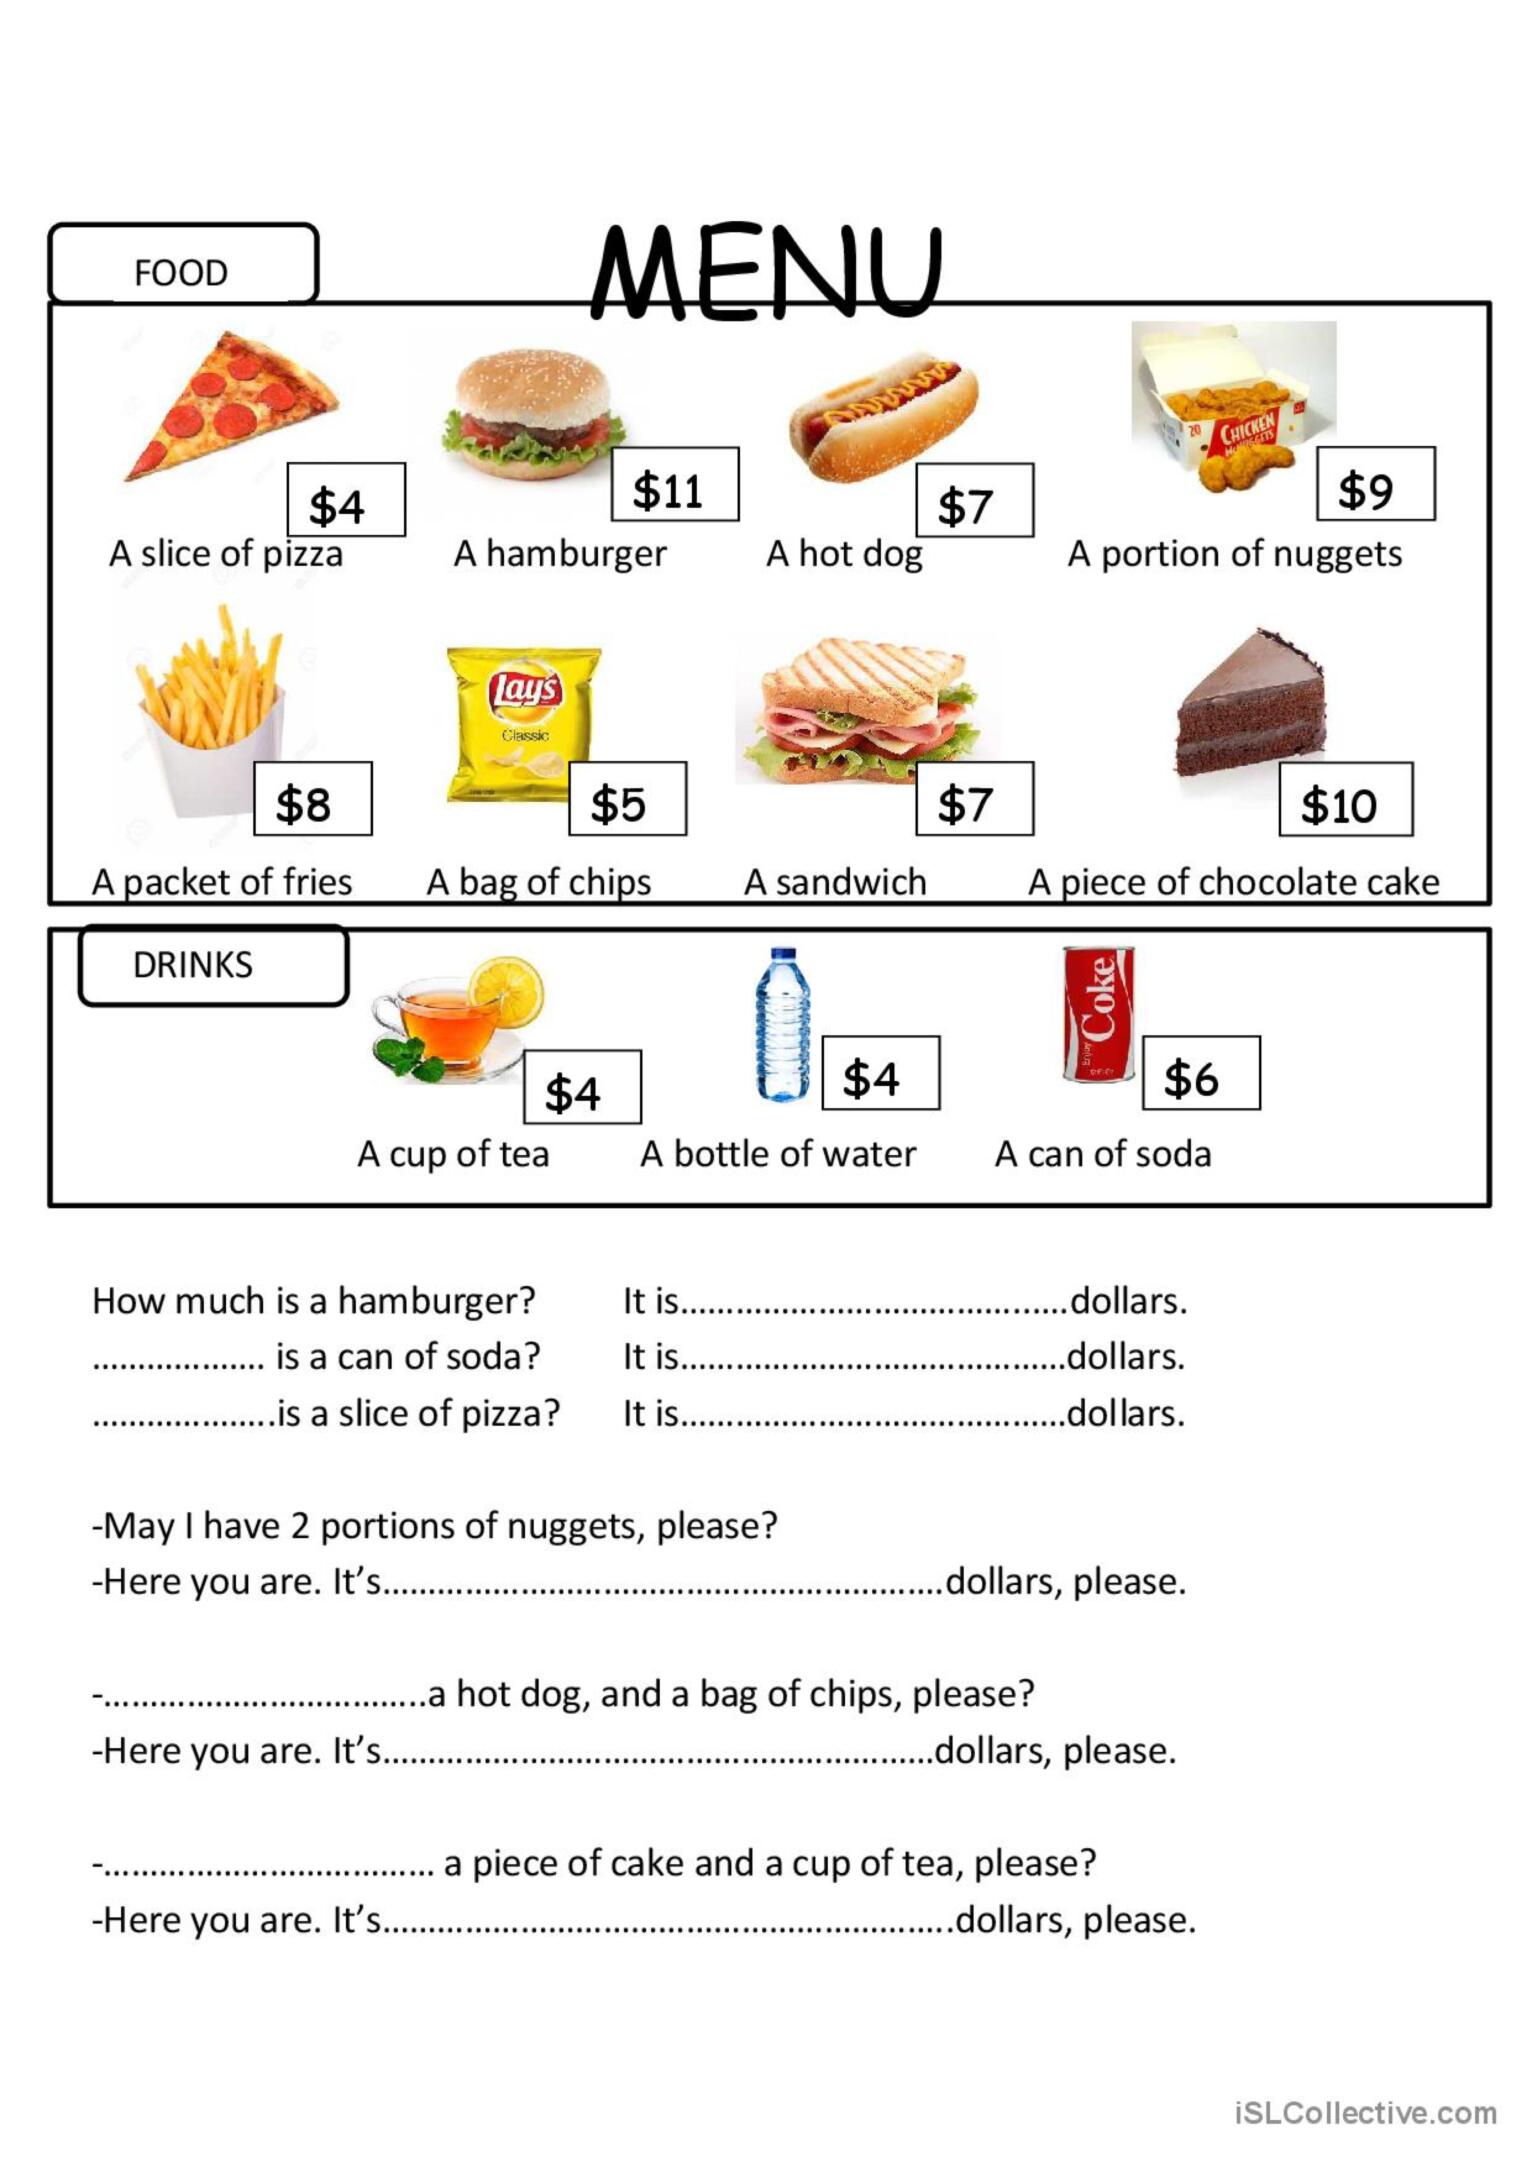 MENU
FOOD
20 CHICKEN
McNUGGETS
$4 $11 $7 $9
A slice of pizza A hamburger A hot dog A portion of nuggets
Lay's
Classic
$8 $5 $7 $10
A packet of fries A bag of chips A sandwich A piece of chocolate cake
DRINKS
Coke
Enjoy
$4 $4 $6
A cup of tea A bottle of water A can of soda
How much is a hamburger? It is..........................................dollars.
................... is a can of soda? It is..........................................dollars.
....................is a slice of pizza? It is..........................................dollars.
-May I have 2 portions of nuggets, please?
-Here you are. It’s.............................................................dollars, please.
-...................................a hot dog, and a bag of chips, please?
-Here you are. It’s............................................................dollars, please.
-.................................... a piece of cake and a cup of tea, please?
-Here you are. It’s..............................................................dollars, please.
iSLCollective.com